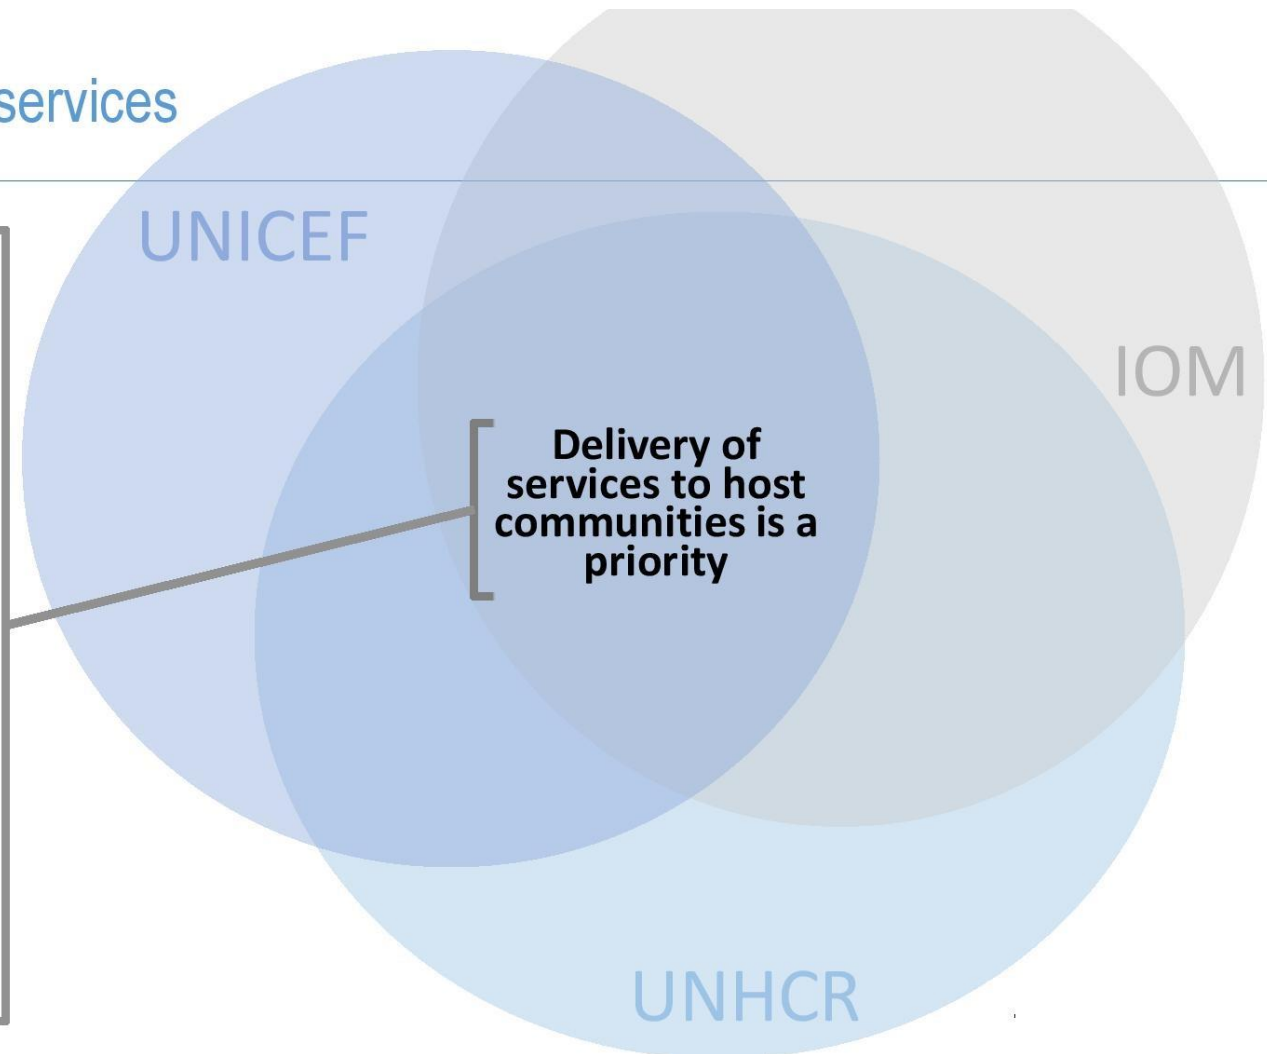 services
UNICEF
IOM
Delivery of
services to host
communities is a
priority
UNHCR